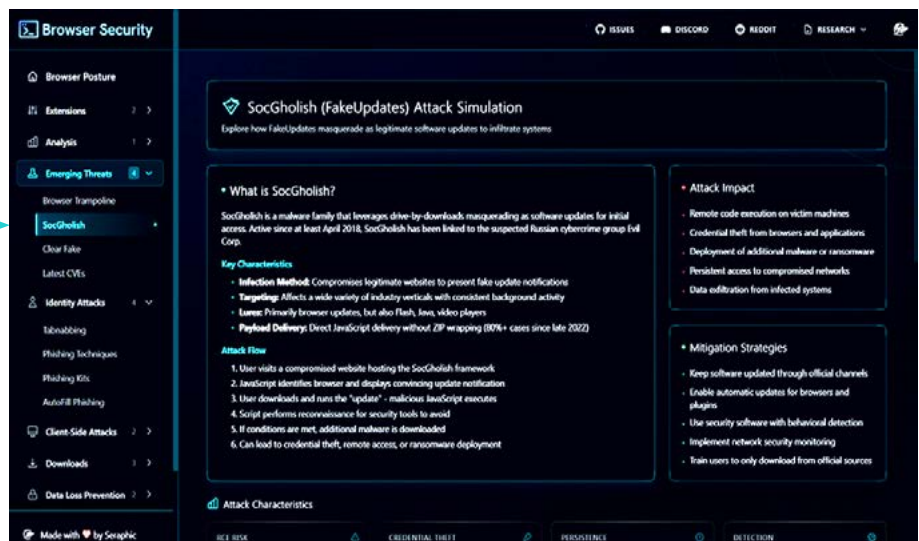 Browser Security
ISSUES
DISCORD
REDDIT
RESEARCH
Browser Posture
Extensions 2
Analysis 1
Emerging Threats 4
Browser Trampoline
SocGholish
Clear Fake
Latest CVEs
Identity Attacks 4
Tabnabbing
Phishing Techniques
Phishing Kits
AutoFill Phishing
Client-Side Attacks 2
Downloads 3
Data Loss Prevention 2
Made with by Seraphic
SocGholish (FakeUpdates) Attack Simulation
Explore how FakeUpdates masquerade as legitimate software updates to infiltrate systems
• What is SocGholish?
SocGholish is a malware family that leverages drive-by-downloads masquerading as software updates for initial
access. Active since at least April 2018, SocGholish has been linked to the suspected Russian cybercrime group Evil
Corp.
Key Characteristics
• Infection Method: Compromises legitimate websites to present fake update notifications
• Targeting: Affects a wide variety of industry verticals with consistent background activity
• Lures: Primarily browser updates, but also Flash, Java, video players
• Payload Delivery: Direct JavaScript delivery without ZIP wrapping (80%+ cases since late 2022)
Attack Flow
1. User visits a compromised website hosting the SocGholish framework
2. JavaScript identifies browser and displays convincing update notification
3. User downloads and runs the "update" - malicious JavaScript executes
4. Script performs reconnaissance for security tools to avoid
5. If conditions are met, additional malware is downloaded
6. Can lead to credential theft, remote access, or ransomware deployment
• Attack Impact
• Remote code execution on victim machines
• Credential theft from browsers and applications
• Deployment of additional malware or ransomware
• Persistent access to compromised networks
• Data exfiltration from infected systems
• Mitigation Strategies
• Keep software updated through official channels
• Enable automatic updates for browsers and
plugins
• Use security software with behavioral detection
• Implement network security monitoring
• Train users to only download from official sources
Attack Characteristics
RCE RISK
CREDENTIAL THEFT
PERSISTENCE
DETECTION